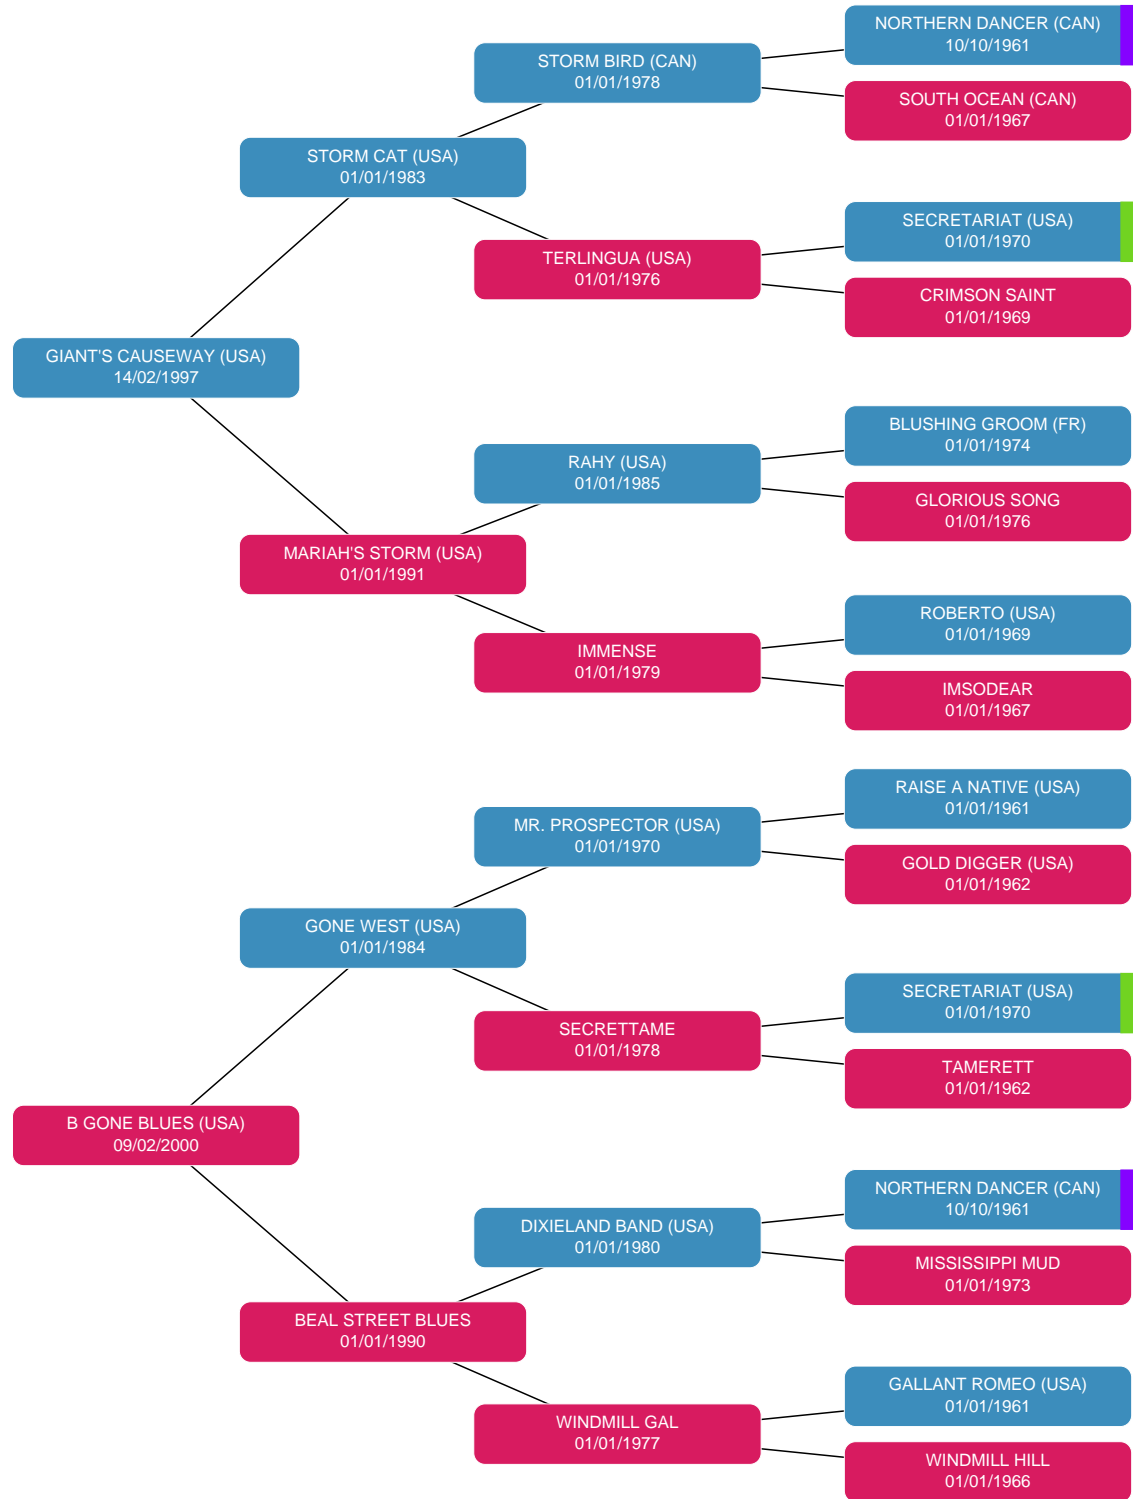 NORTHERN DANCER (CAN)
10/10/1961
STORM BIRD (CAN)
01/01/1978
SOUTH OCEAN (CAN)
01/01/1967
STORM CAT (USA)
01/01/1983
SECRETARIAT (USA)
01/01/1970
TERLINGUA (USA)
01/01/1976
CRIMSON SAINT
01/01/1969
GIANT'S CAUSEWAY (USA)
14/02/1997
BLUSHING GROOM (FR)
01/01/1974
RAHY (USA)
01/01/1985
GLORIOUS SONG
01/01/1976
MARIAH'S STORM (USA)
01/01/1991
ROBERTO (USA)
01/01/1969
IMMENSE
01/01/1979
IMSODEAR
01/01/1967
RAISE A NATIVE (USA)
01/01/1961
MR. PROSPECTOR (USA)
01/01/1970
GOLD DIGGER (USA)
01/01/1962
GONE WEST (USA)
01/01/1984
SECRETARIAT (USA)
01/01/1970
SECRETTAME
01/01/1978
TAMERETT
01/01/1962
B GONE BLUES (USA)
09/02/2000
NORTHERN DANCER (CAN)
10/10/1961
DIXIELAND BAND (USA)
01/01/1980
MISSISSIPPI MUD
01/01/1973
BEAL STREET BLUES
01/01/1990
GALLANT ROMEO (USA)
01/01/1961
WINDMILL GAL
01/01/1977
WINDMILL HILL
01/01/1966